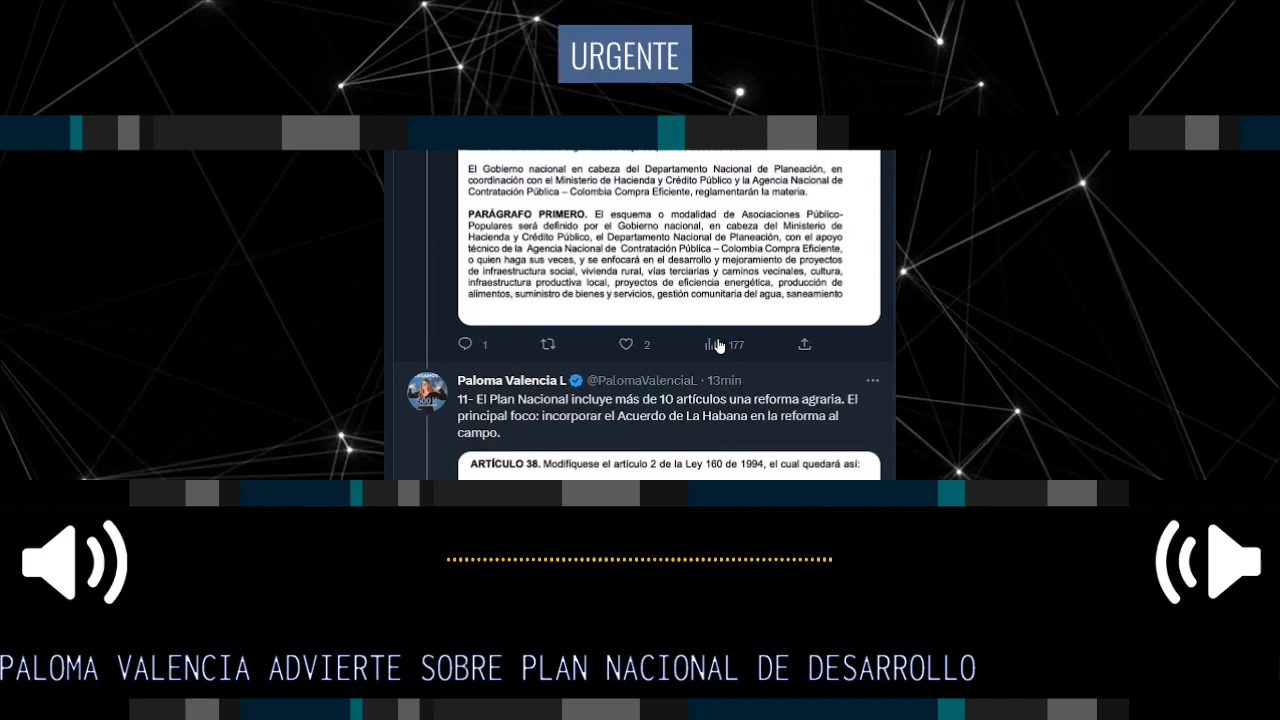 URGENTE
El Gobierno nacional en cabeza del Departamento Nacional de Planeación, en
coordinación con el Ministerio de Hacienda y Crédito Público y la Agencia Nacional de
Contratación Pública – Colombia Compra Eficiente, reglamentarán la materia.
PARÁGRAFO PRIMERO. El esquema o modalidad de Asociaciones Público-
Populares será definido por el Gobierno nacional, en cabeza del Ministerio de
Hacienda y Crédito Público, el Departamento Nacional de Planeación, con el apoyo
técnico de la Agencia Nacional de Contratación Pública – Colombia Compra Eficiente,
o quien haga sus veces, y se enfocará en el desarrollo y mejoramiento de proyectos
de infraestructura social, vivienda rural, vías terciarias y caminos vecinales, cultura,
infraestructura productiva local, proyectos de eficiencia energética, producción de
alimentos, suministro de bienes y servicios, gestión comunitaria del agua, saneamiento
1 2 177
Paloma Valencia L @PalomaValenciaL · 13min
11- El Plan Nacional incluye más de 10 artículos una reforma agraria. El
principal foco: incorporar el Acuerdo de La Habana en la reforma al
campo.
ARTÍCULO 38. Modifíquese el artículo 2 de la Ley 160 de 1994, el cual quedará así:
PALOMA VALENCIA ADVIERTE SOBRE PLAN NACIONAL DE DESARROLLO